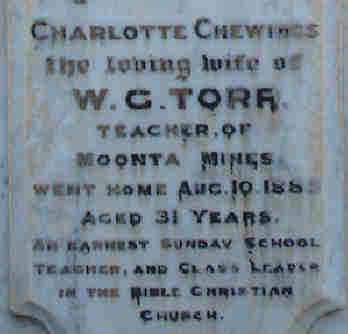 CHARLOTTE CHEWINGS
the loving wife of
W. G. TORR.
TEACHER, OF
MOONTA MINES
WENT HOME AUG. 10. 1883
AGED 31 YEARS.
AN EARNEST SUNDAY SCHOOL
TEACHER, AND CLASS LEADER
IN THE BIBLE CHRISTIAN
CHURCH.